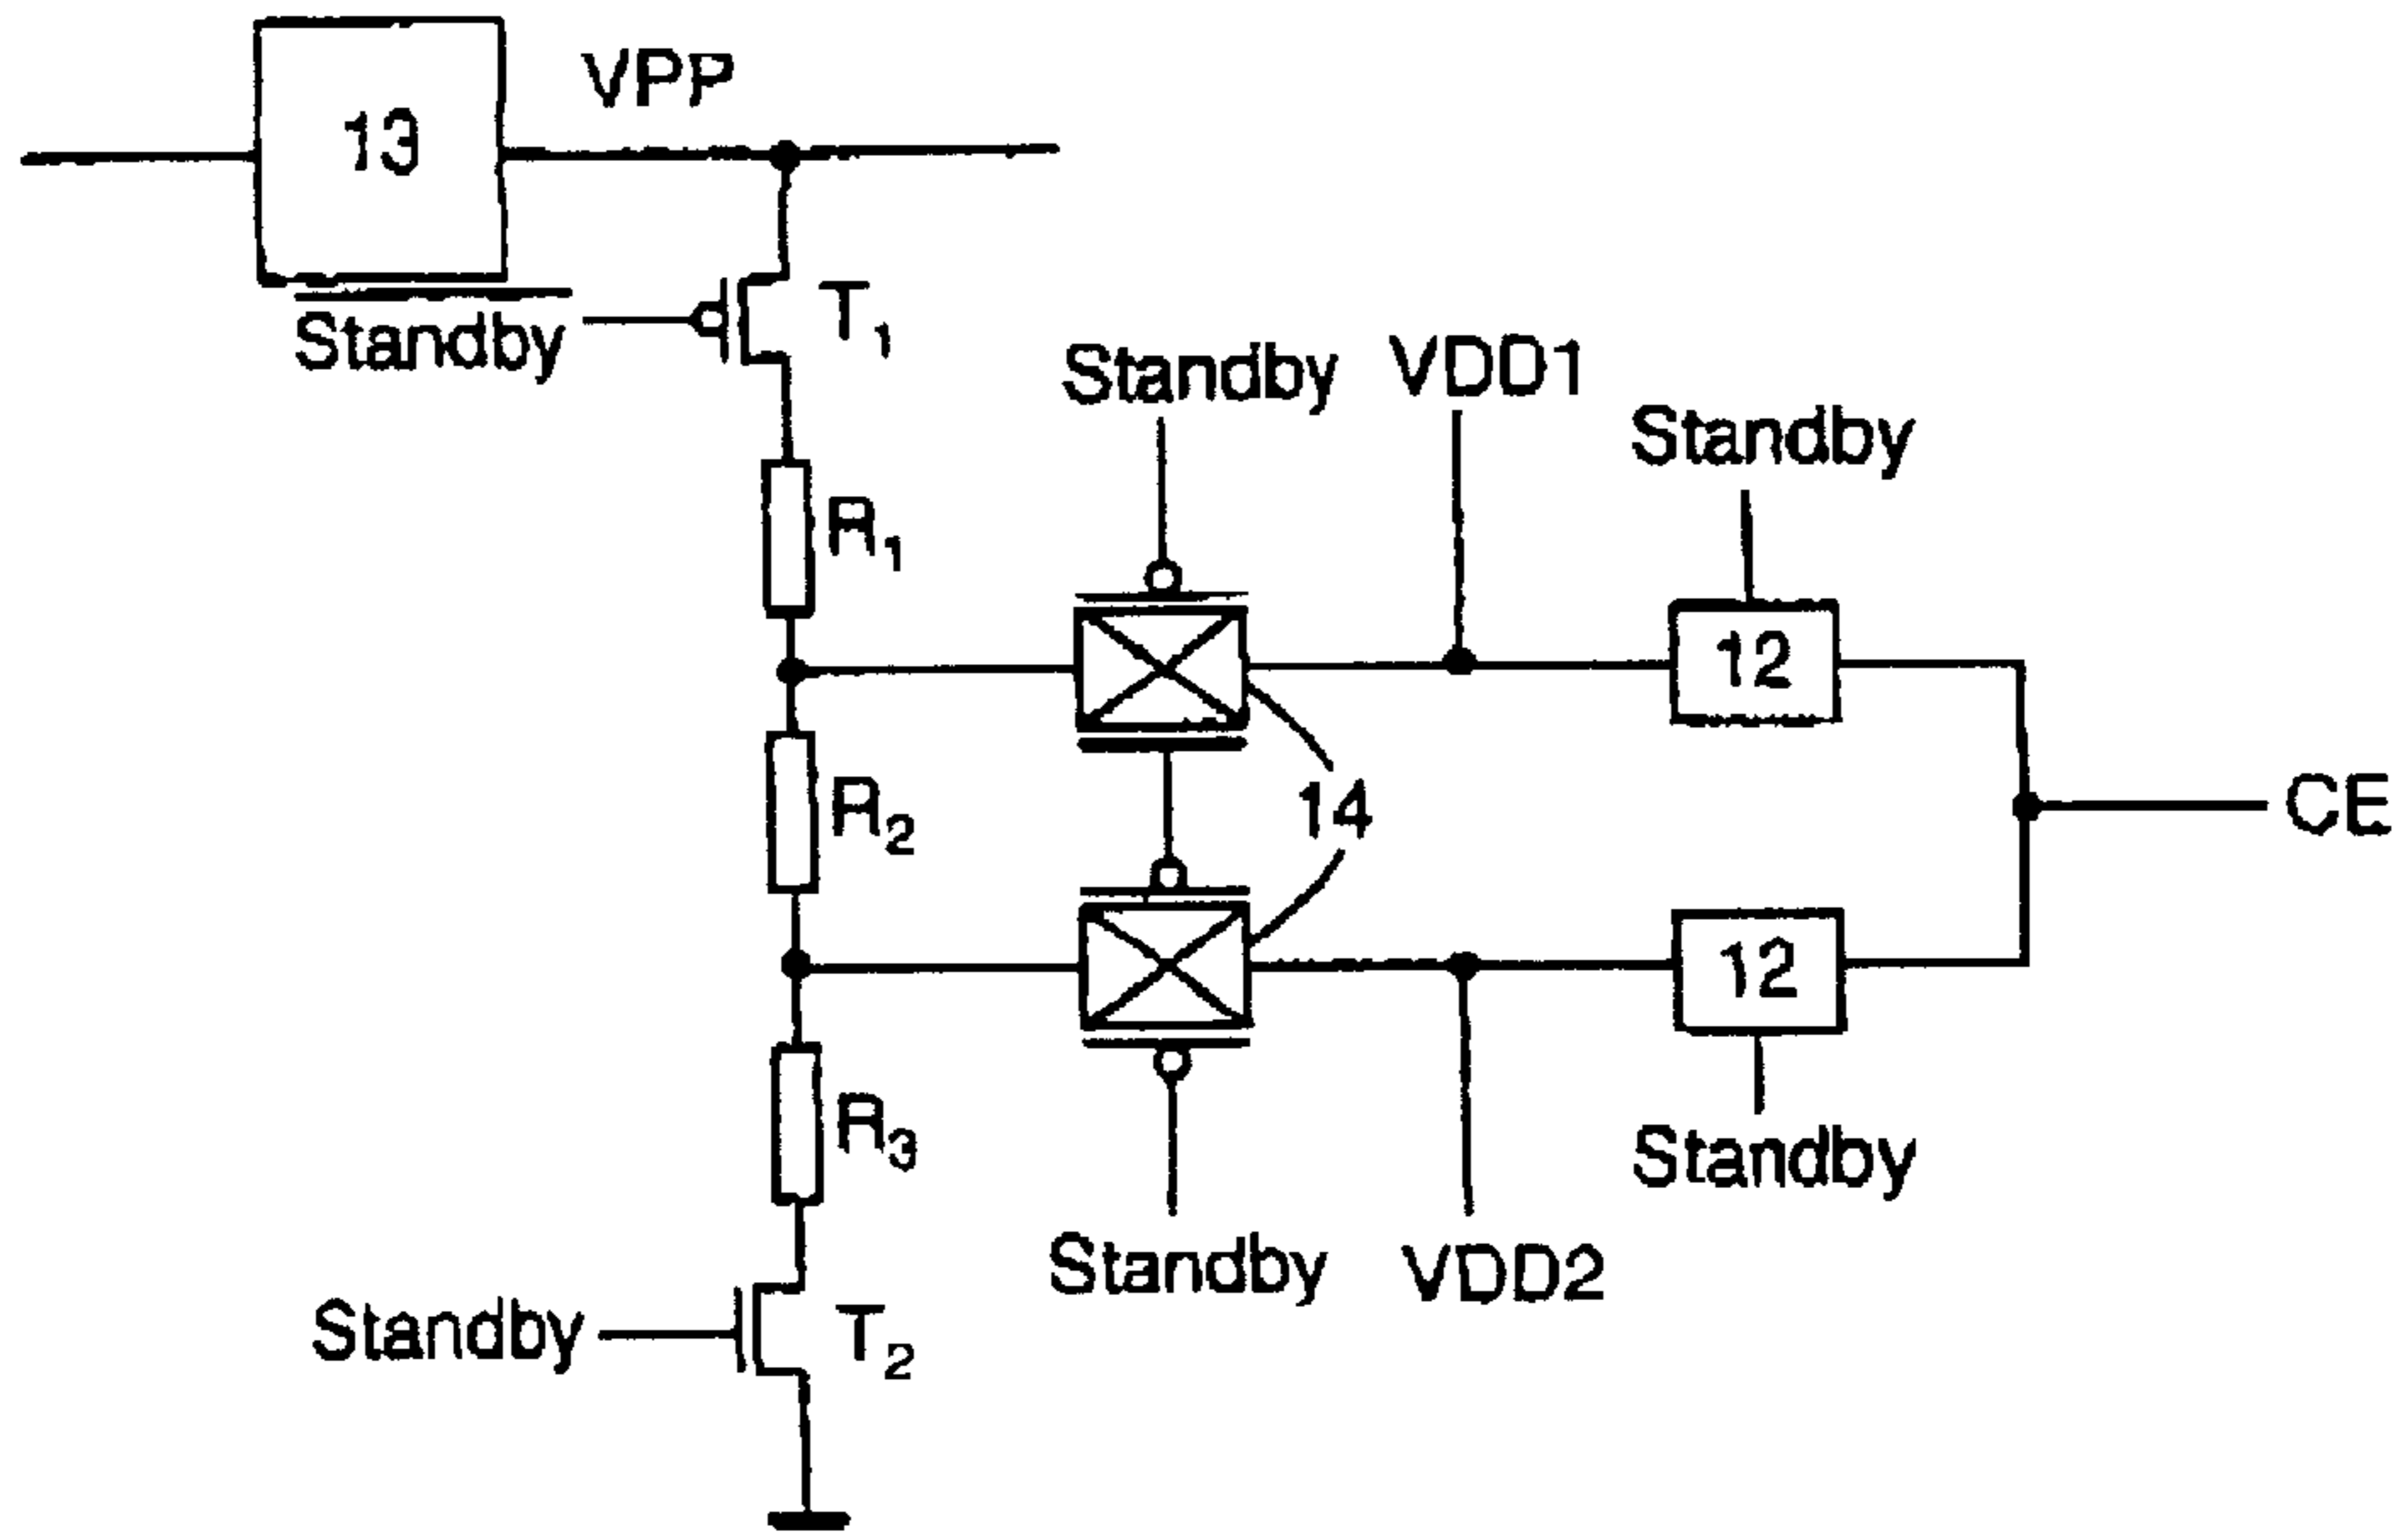 VPP
13
Standby
T1
Standby
VDD1
Standby
R1
12
R2
14
CE
12
R3
Standby
Standby
VDD2
Standby
T2